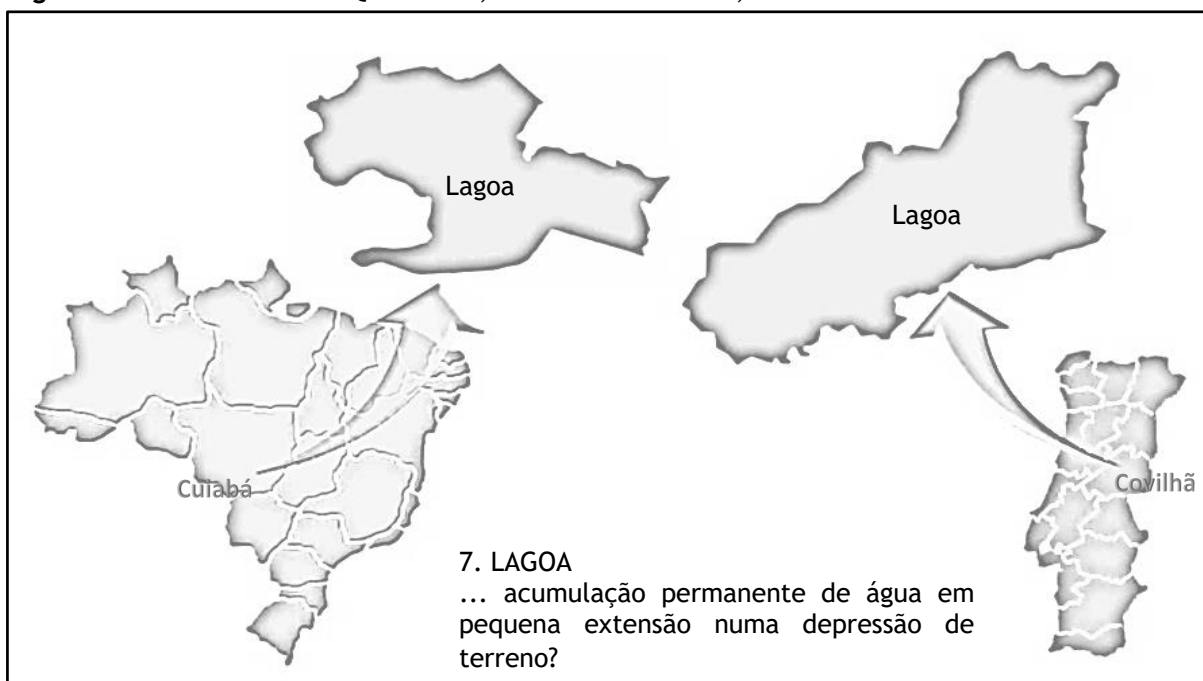 Lagoa
Lagoa
Cuiabá
Covilhã
7. LAGOA
... acumulação permanente de água em
pequena extensão numa depressão de
terreno?